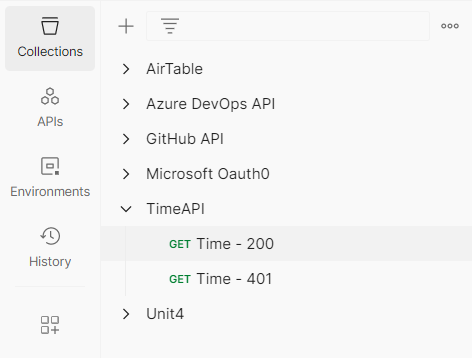 Collections
APIs
Environments
History
AirTable
Azure DevOps API
GitHub API
Microsoft Oauth0
TimeAPI
GET Time - 200
GET Time - 401
Unit4